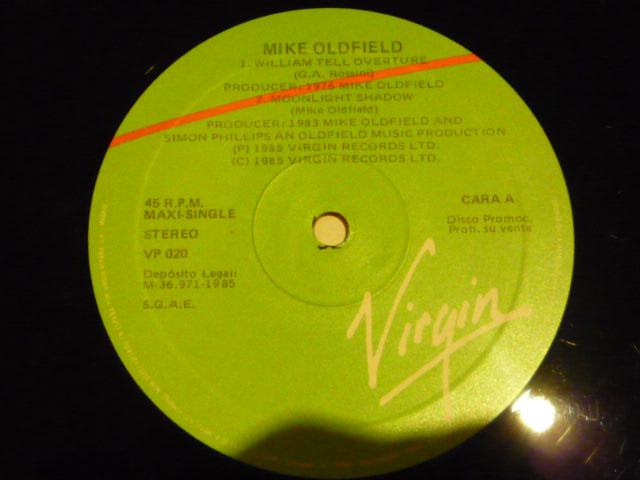 MIKE OLDFIELD
1. WILLIAM TELL OVERTURE
(G.A. Rossini)
PRODUCER: 1976 MIKE OLDFIELD
2. MOONLIGHT SHADOW
(Mike Oldfield)
PRODUCER: 1983 MIKE OLDFIELD AND
SIMON PHILLIPS AN OLDFIELD MUSIC PRODUCTION
(P) 1985 VIRGIN RECORDS LTD.
(C) 1985 VIRGIN RECORDS LTD.
45 R.P.M.
MAXI-SINGLE
STEREO
VP 020
Depósito Legal:
M-36.971-1985
S.G.A.E.
CARA A
Disco Promoc.
Proh. su venta
Virgin